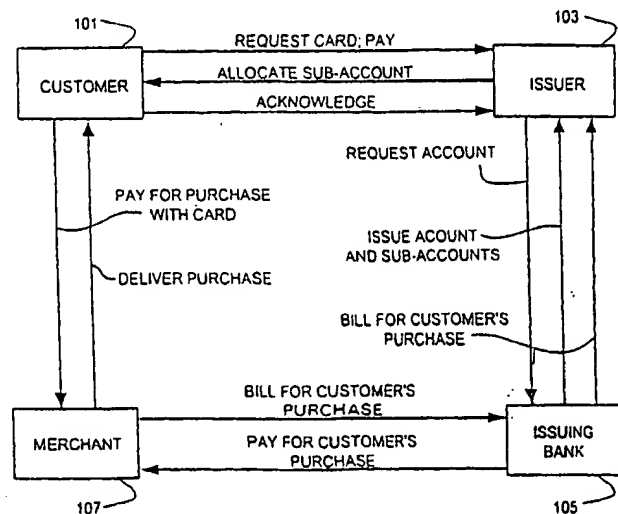 101
103
REQUEST CARD; PAY
CUSTOMER
ALLOCATE SUB-ACCOUNT
ISSUER
ACKNOWLEDGE
REQUEST ACCOUNT
PAY FOR PURCHASE
WITH CARD
ISSUE ACOUNT
AND SUB-ACCOUNTS
DELIVER PURCHASE
BILL FOR CUSTOMER'S
PURCHASE
BILL FOR CUSTOMER'S
PURCHASE
MERCHANT
PAY FOR CUSTOMER'S
PURCHASE
ISSUING
BANK
107
105